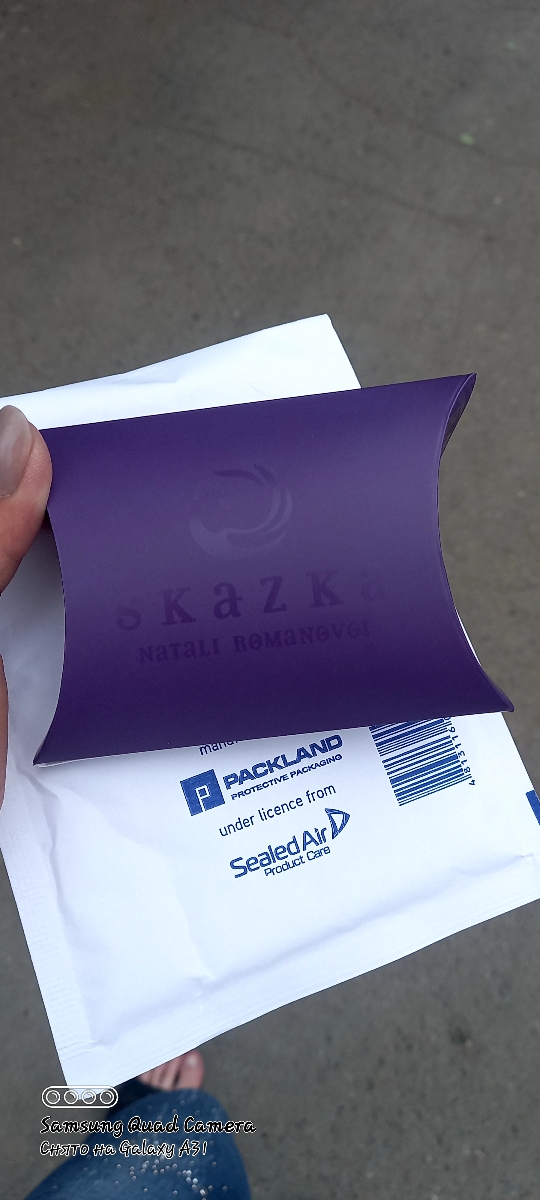 SKAZKA
NATALI ROMANOVOI
PACKLAND
PROTECTIVE PACKAGING
under licence from
Sealed Air
Product Care
Samsung Quad Camera
Снято на Galaxy A31